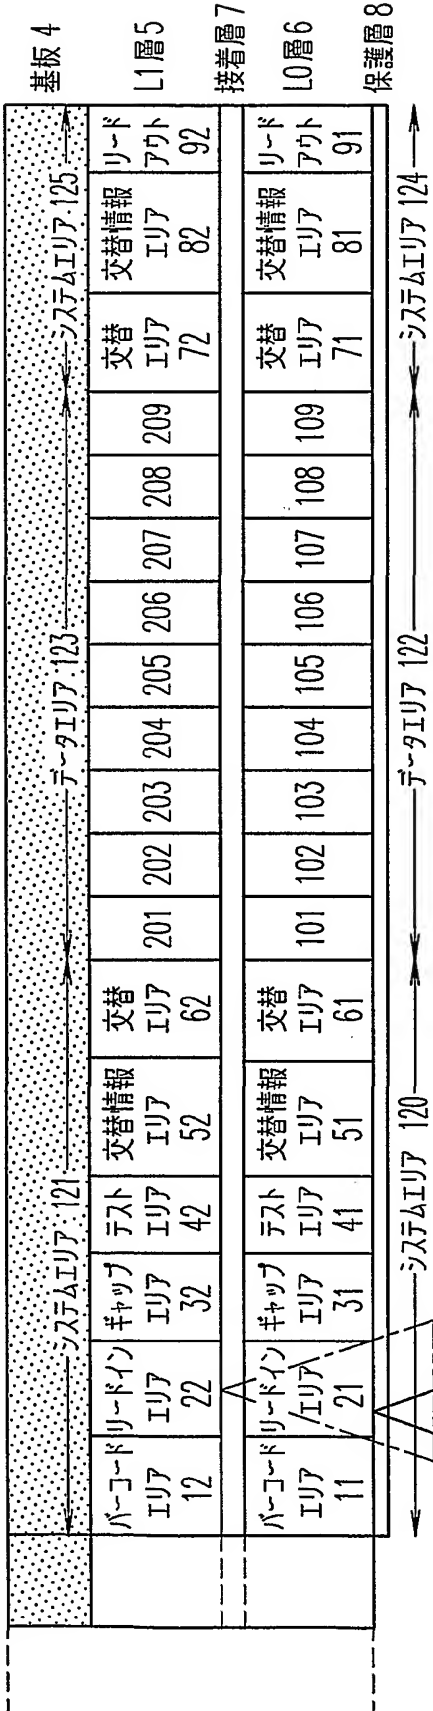 基板 4
L1層 5
接着層 7
L0層 6
保護層 8
システムエリア 121
データエリア 123
システムエリア 125
バーコード
エリア
12
リードイン
エリア
22
ギャップ
エリア
32
テスト
エリア
42
交替情報
エリア
52
交替
エリア
62
201
202
203
204
205
206
207
208
209
交替
エリア
72
交替情報
エリア
82
リード
アウト
92
バーコード
エリア
11
リードイン
エリア
21
ギャップ
エリア
31
テスト
エリア
41
交替情報
エリア
51
交替
エリア
61
101
102
103
104
105
106
107
108
109
交替
エリア
71
交替情報
エリア
81
リード
アウト
91
システムエリア 120
データエリア 122
システムエリア 124